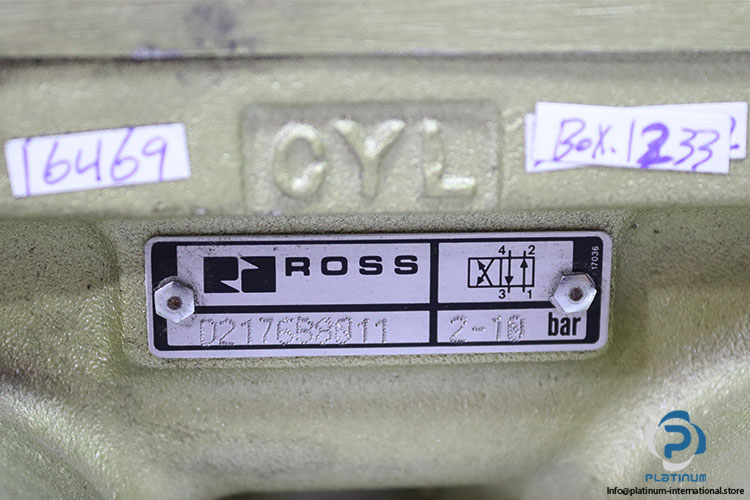 16469
CYL
Box.1233
ROSS
4 2
3 1
17036
D2176B8011
2-10 bar
PLATINUM
Info@platinum-international.store